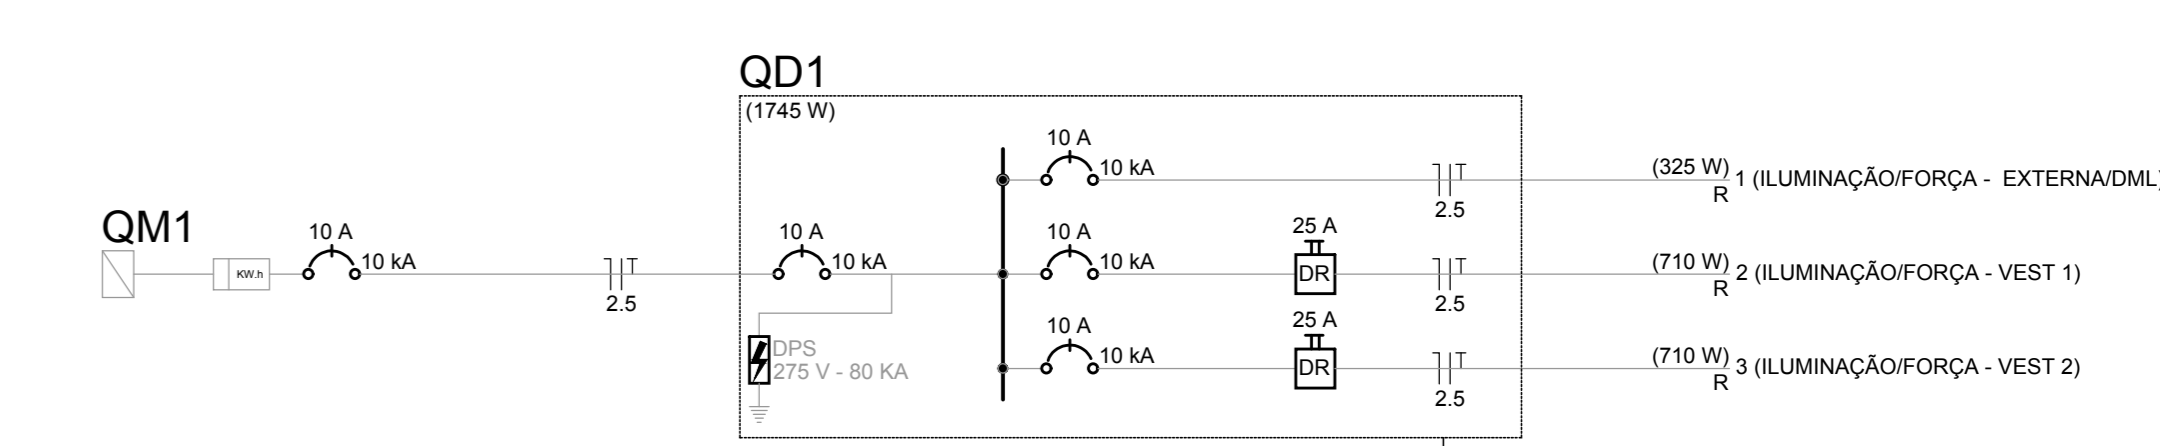 QD1
(1745 W)
10 A
10 kA
2.5
(325 W)
R
1 (ILUMINAÇÃO/FORÇA - EXTERNA/DML)
QM1
KW.h
10 A
10 kA
2.5
10 A
10 kA
10 A
10 kA
25 A
DR
2.5
(710 W)
R
2 (ILUMINAÇÃO/FORÇA - VEST 1)
DPS
275 V - 80 KA
10 A
10 kA
25 A
DR
2.5
(710 W)
R
3 (ILUMINAÇÃO/FORÇA - VEST 2)